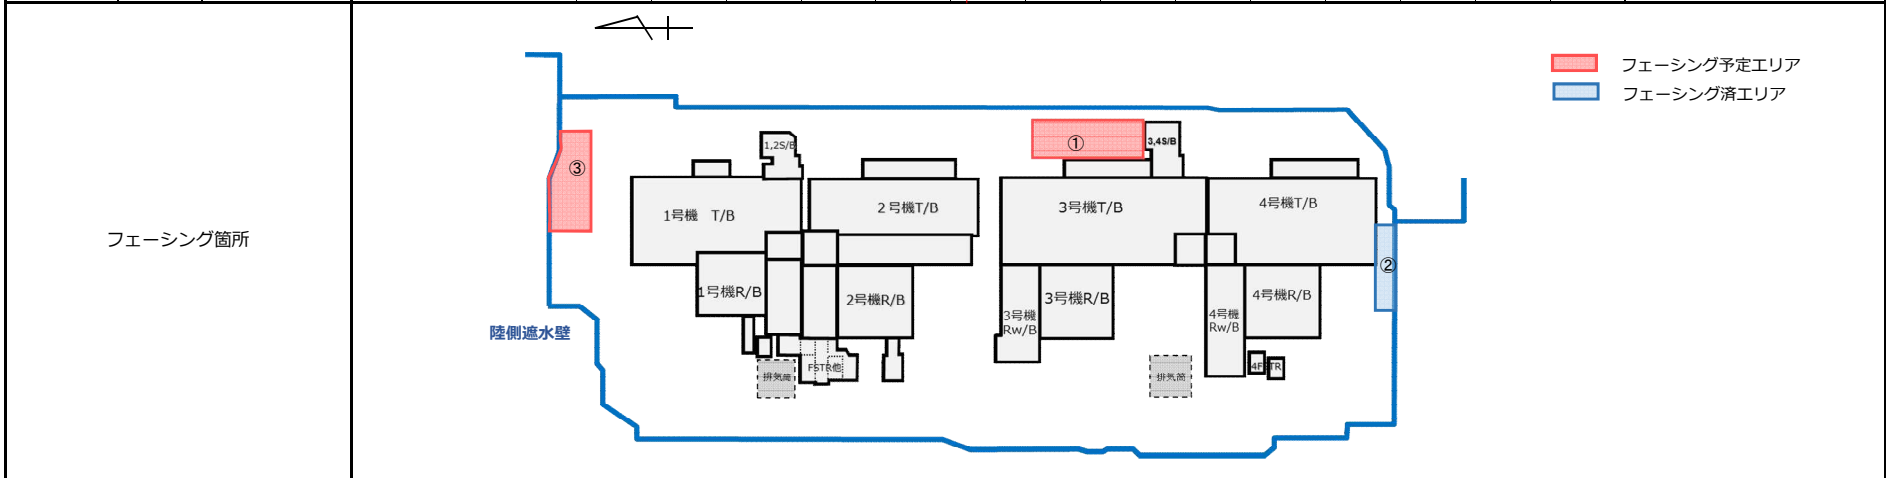 フェーシング予定エリア
フェーシング済エリア
フェーシング箇所
陸側遮水壁
③
1,2S/B
1号機 T/B
２号機T/B
①
3,4S/B
3号機T/B
4号機T/B
②
1号機R/B
2号機R/B
3号機
Rw/B
3号機R/B
4号機
Rw/B
4号機R/B
排気筒
FSTR他
排気筒
4FSTR